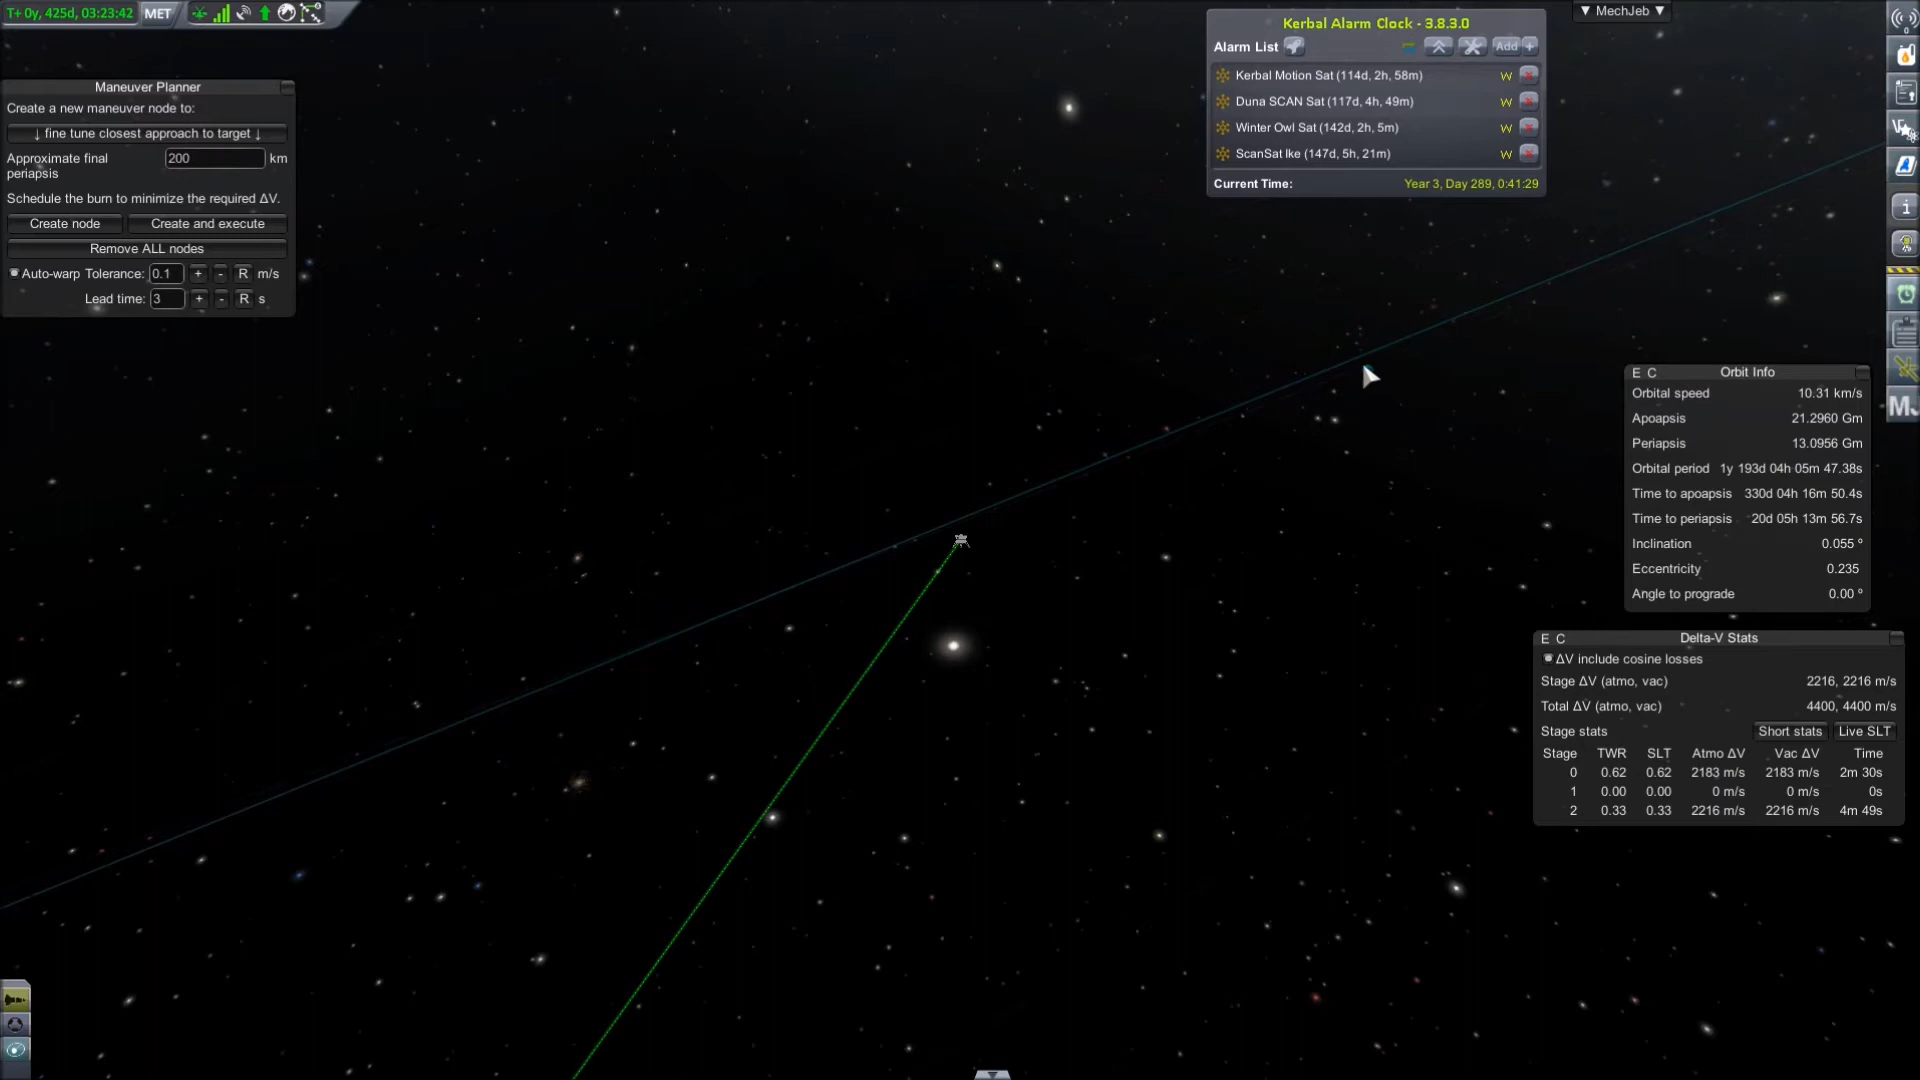 T+ 0y, 425d, 03:23:42 MET
Maneuver Planner
Create a new maneuver node to:
↓ fine tune closest approach to target ↓
Approximate final periapsis 200 km
Schedule the burn to minimize the required ΔV.
Create node Create and execute
Remove ALL nodes
Auto-warp Tolerance: 0.1 + - R m/s
Lead time: 3 + - R s
Kerbal Alarm Clock - 3.8.3.0
Alarm List Add +
Kerbal Motion Sat (114d, 2h, 58m) W
Duna SCAN Sat (117d, 4h, 49m) W
Winter Owl Sat (142d, 2h, 5m) W
ScanSat Ike (147d, 5h, 21m) W
Current Time: Year 3, Day 289, 0:41:29
▼ MechJeb ▼
0
E C Orbit Info
Orbital speed 10.31 km/s
Apoapsis 21.2960 Gm
Periapsis 13.0956 Gm
Orbital period 1y 193d 04h 05m 47.38s
Time to apoapsis 330d 04h 16m 50.4s
Time to periapsis 20d 05h 13m 56.7s
Inclination 0.055 º
Eccentricity 0.235
Angle to prograde 0.00 º
MJ
E C Delta-V Stats
ΔV include cosine losses
Stage ΔV (atmo, vac) 2216, 2216 m/s
Total ΔV (atmo, vac) 4400, 4400 m/s
Stage stats Short stats Live SLT
Stage TWR SLT Atmo ΔV Vac ΔV Time
0 0.62 0.62 2183 m/s 2183 m/s 2m 30s
1 0.00 0.00 0 m/s 0 m/s 0s
2 0.33 0.33 2216 m/s 2216 m/s 4m 49s